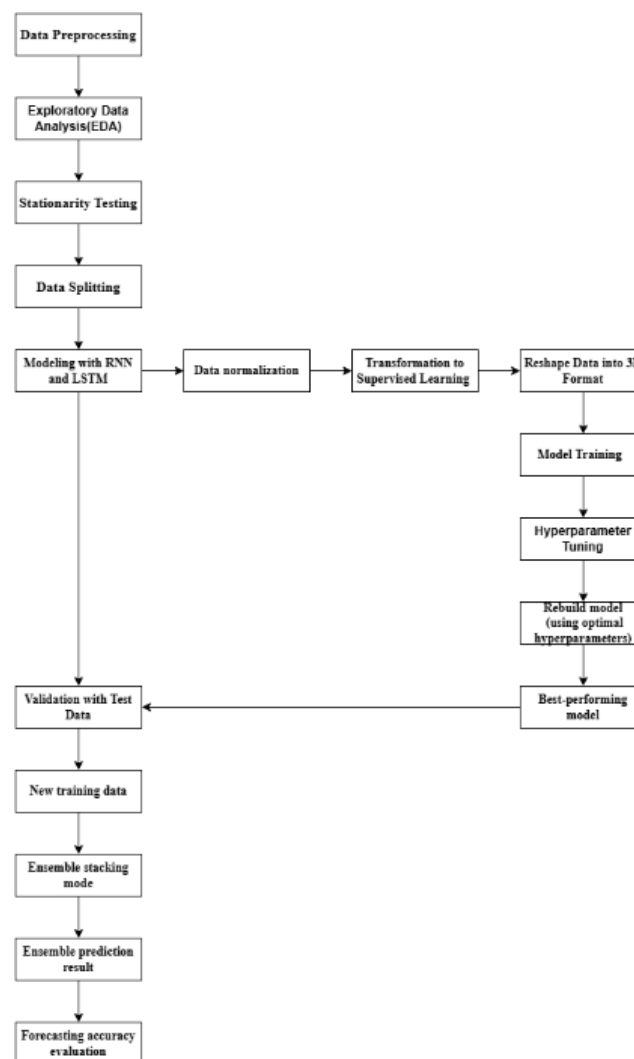 Data Preprocessing
Exploratory Data
Analysis(EDA)
Stationarity Testing
Data Splitting
Modeling with RNN
and LSTM
Data normalization
Transformation to
Supervised Learning
Reshape Data into
Format
Model Training
Hyperparameter
Tuning
Rebuild model
(using optimal
hyperparameters)
Best-performing
model
Validation with Test
Data
New training data
Ensemble stacking
mode
Ensemble prediction
result
Forecasting accuracy
evaluation